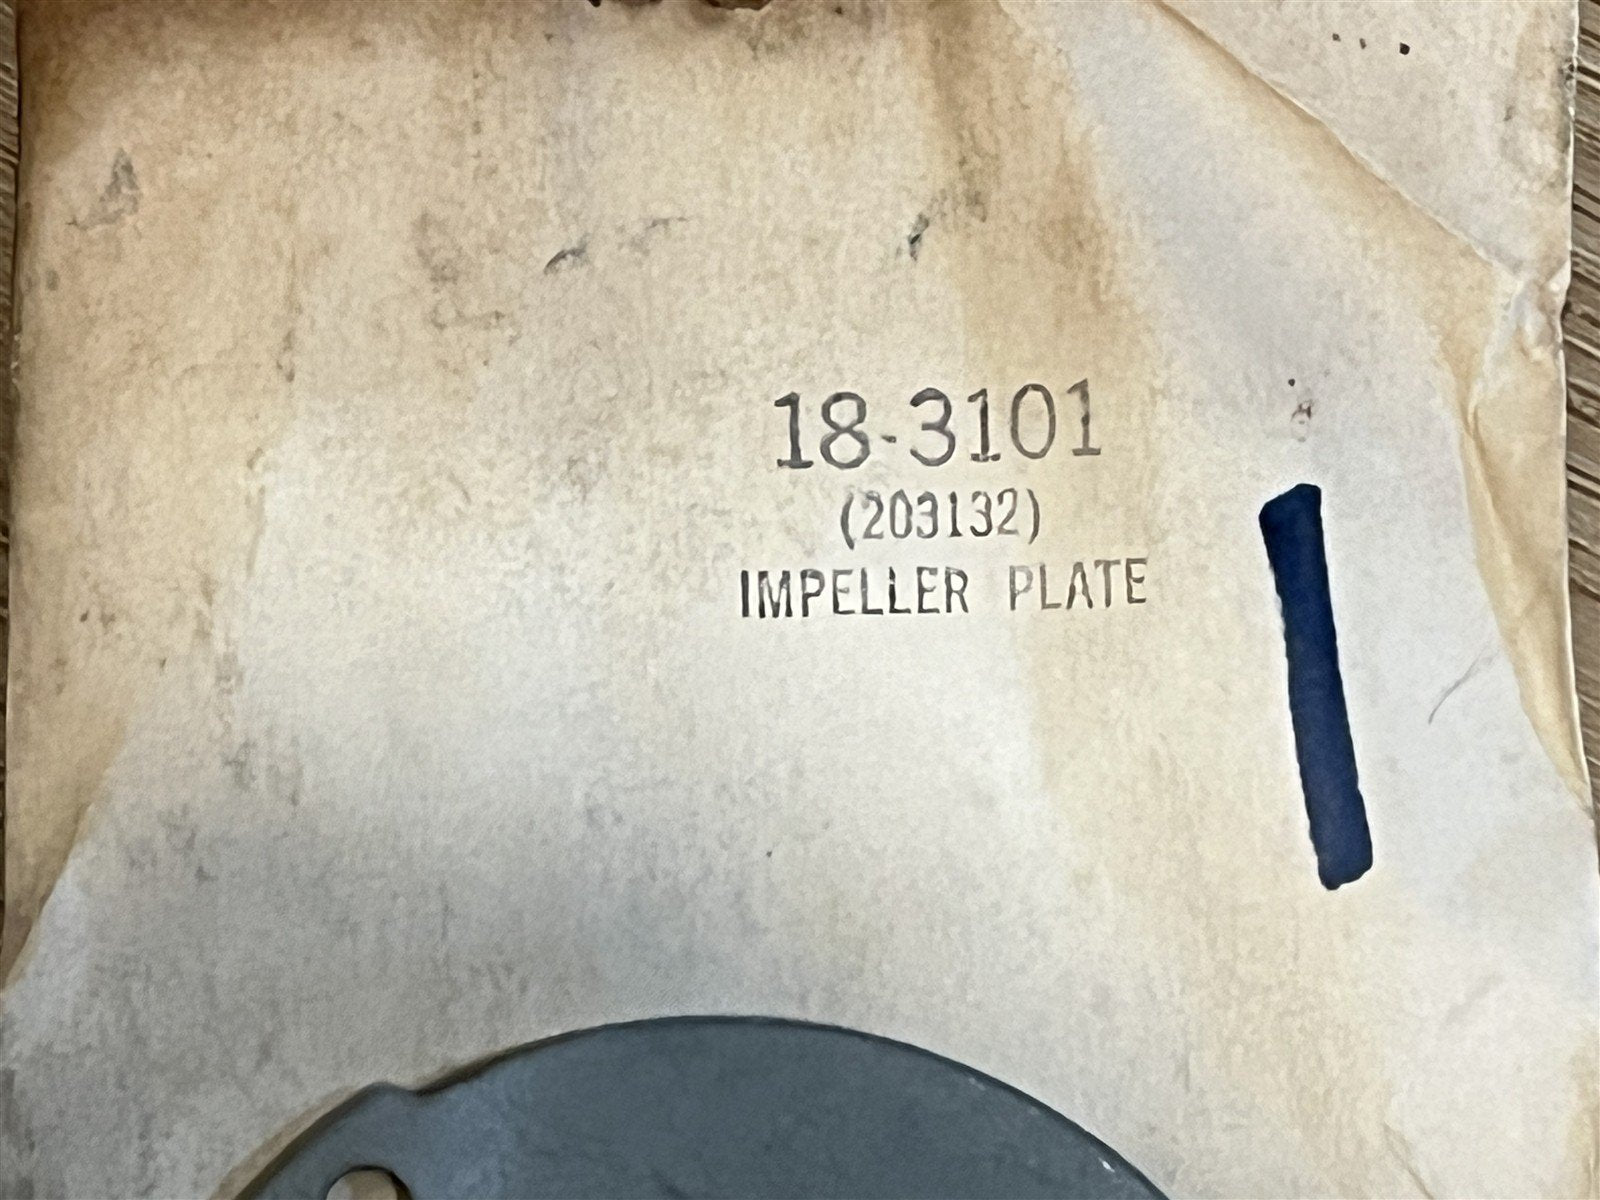 18-3101
(203132)
IMPELLER PLATE